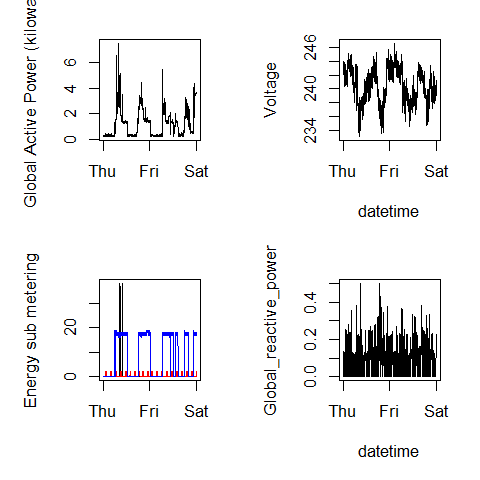 Global Active Power (kilowa
0 2 4 6
Thu Fri Sat
Voltage
234 240 246
Thu Fri Sat
datetime
Energy sub metering
0 20
Thu Fri Sat
Global_reactive_power
0.0 0.2 0.4
Thu Fri Sat
datetime